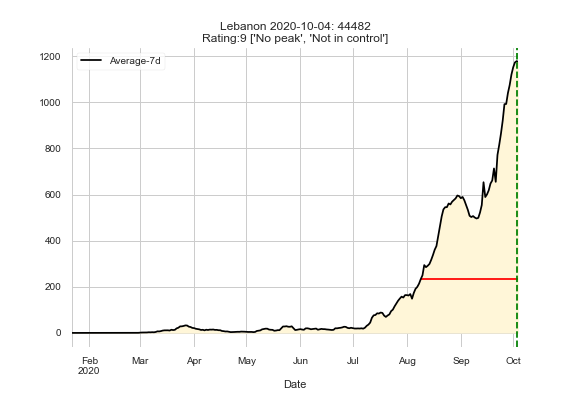 Lebanon 2020-10-04: 44482
Rating:9 ['No peak', 'Not in control']
Average-7d
1200
1000
800
600
400
200
0
Feb Mar Apr May Jun Jul Aug Sep Oct
2020
Date